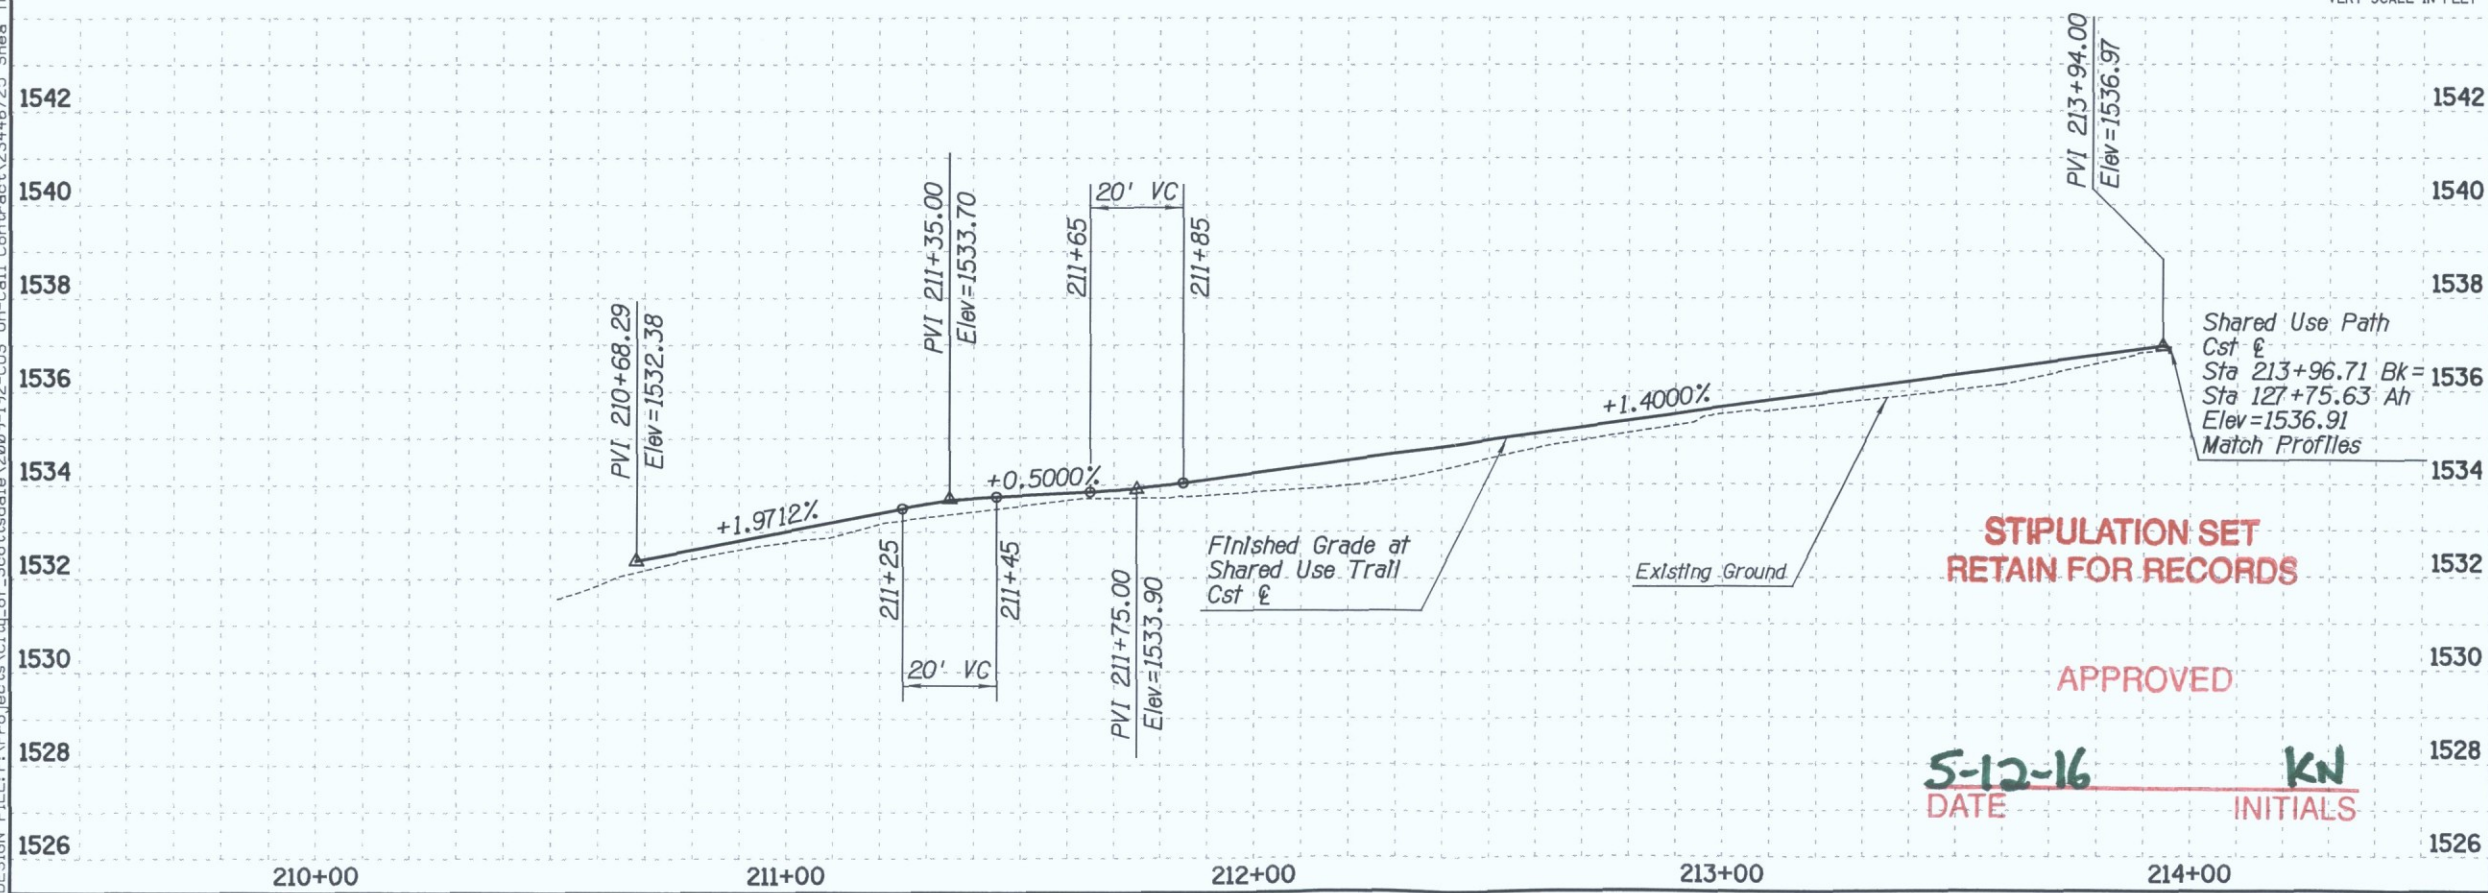 VERT SCALE IN FEET
1542
1540
1538
1536
1534
1532
1530
1528
1526
PVI 210+68.29
Elev=1532.38
+1.9712%
PVI 211+35.00
Elev=1533.70
211+25
211+45
20' VC
+0.5000%
211+65
211+85
20' VC
PVI 211+75.00
Elev=1533.90
Finished Grade at
Shared Use Trail
Cst ℄
+1.4000%
Existing Ground
PVI 213+94.00
Elev=1536.97
Shared Use Path
Cst ℄
Sta 213+96.71 Bk=
Sta 127+75.63 Ah
Elev=1536.91
Match Profiles
1542
1540
1538
1536
1534
1532
1530
1528
1526
STIPULATION SET
RETAIN FOR RECORDS
APPROVED
5-12-16 KN
DATE INITIALS
210+00 211+00 212+00 213+00 214+00